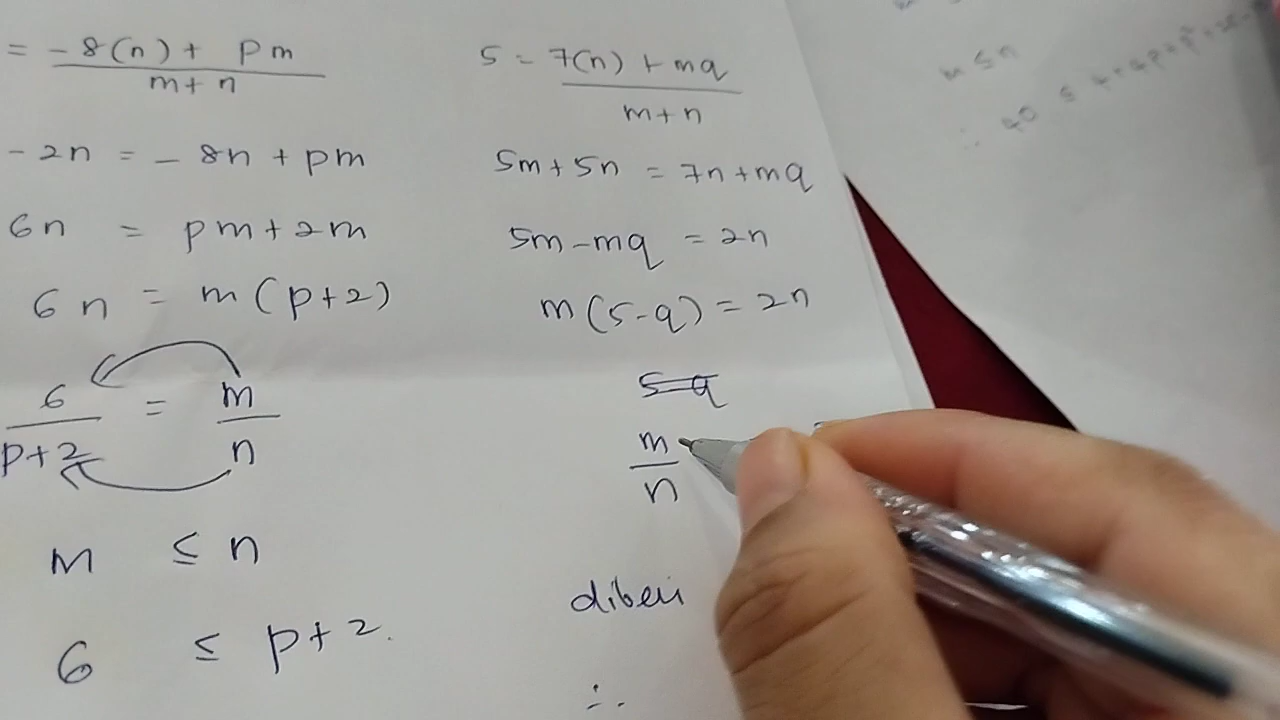 = -8(n) + pm
m+n
-2n = -8n + pm
6n = pm+2m
6n = m(p+2)
6 = m
p+2 n
m ≤ n
6 ≤ p+2.
5 = 7(n) + mq
m+n
5m+5n = 7n+mq
5m-mq = 2n
m(5-q) = 2n
5-q
m
n
diberi
∴
m ≤ n